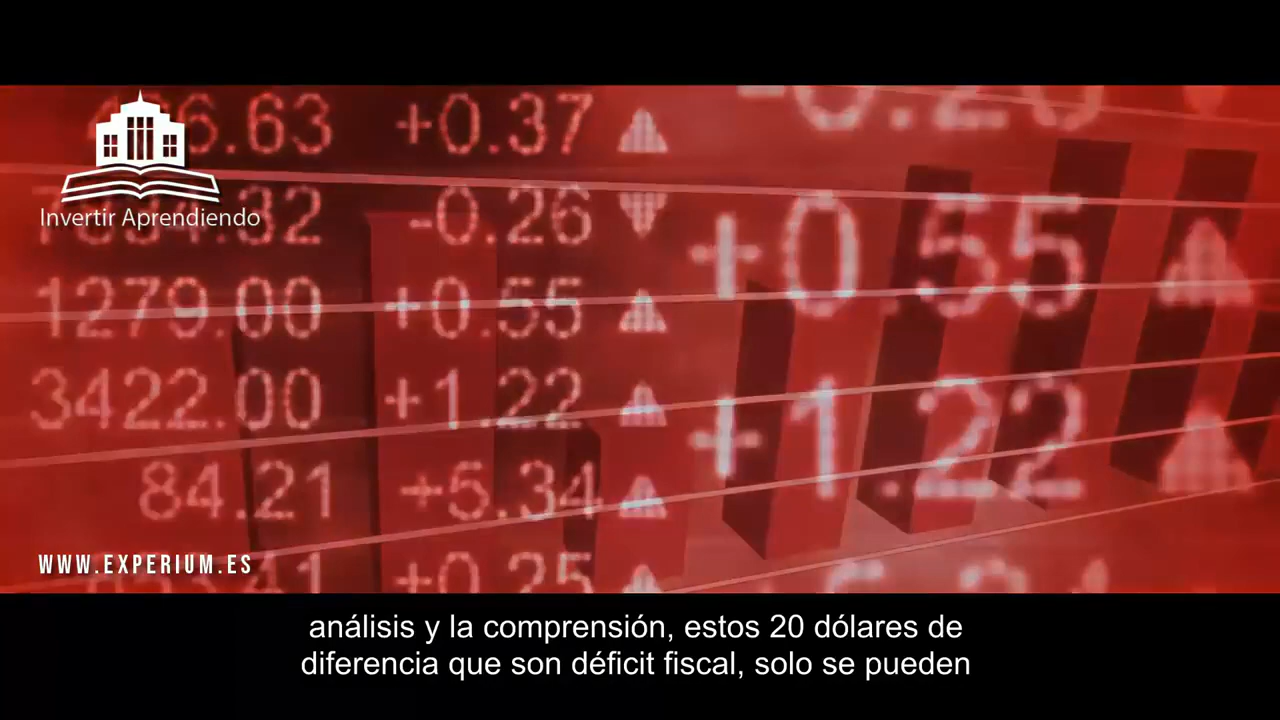 +0.37
Invertir Aprendiendo
-0.26
+0.55
1279.00 +0.55
+1.22
3422.00 +1.22
84.21 +5.34
WWW.EXPERIUM.ES
+0.25
análisis y la comprensión, estos 20 dólares de
diferencia que son déficit fiscal, solo se pueden